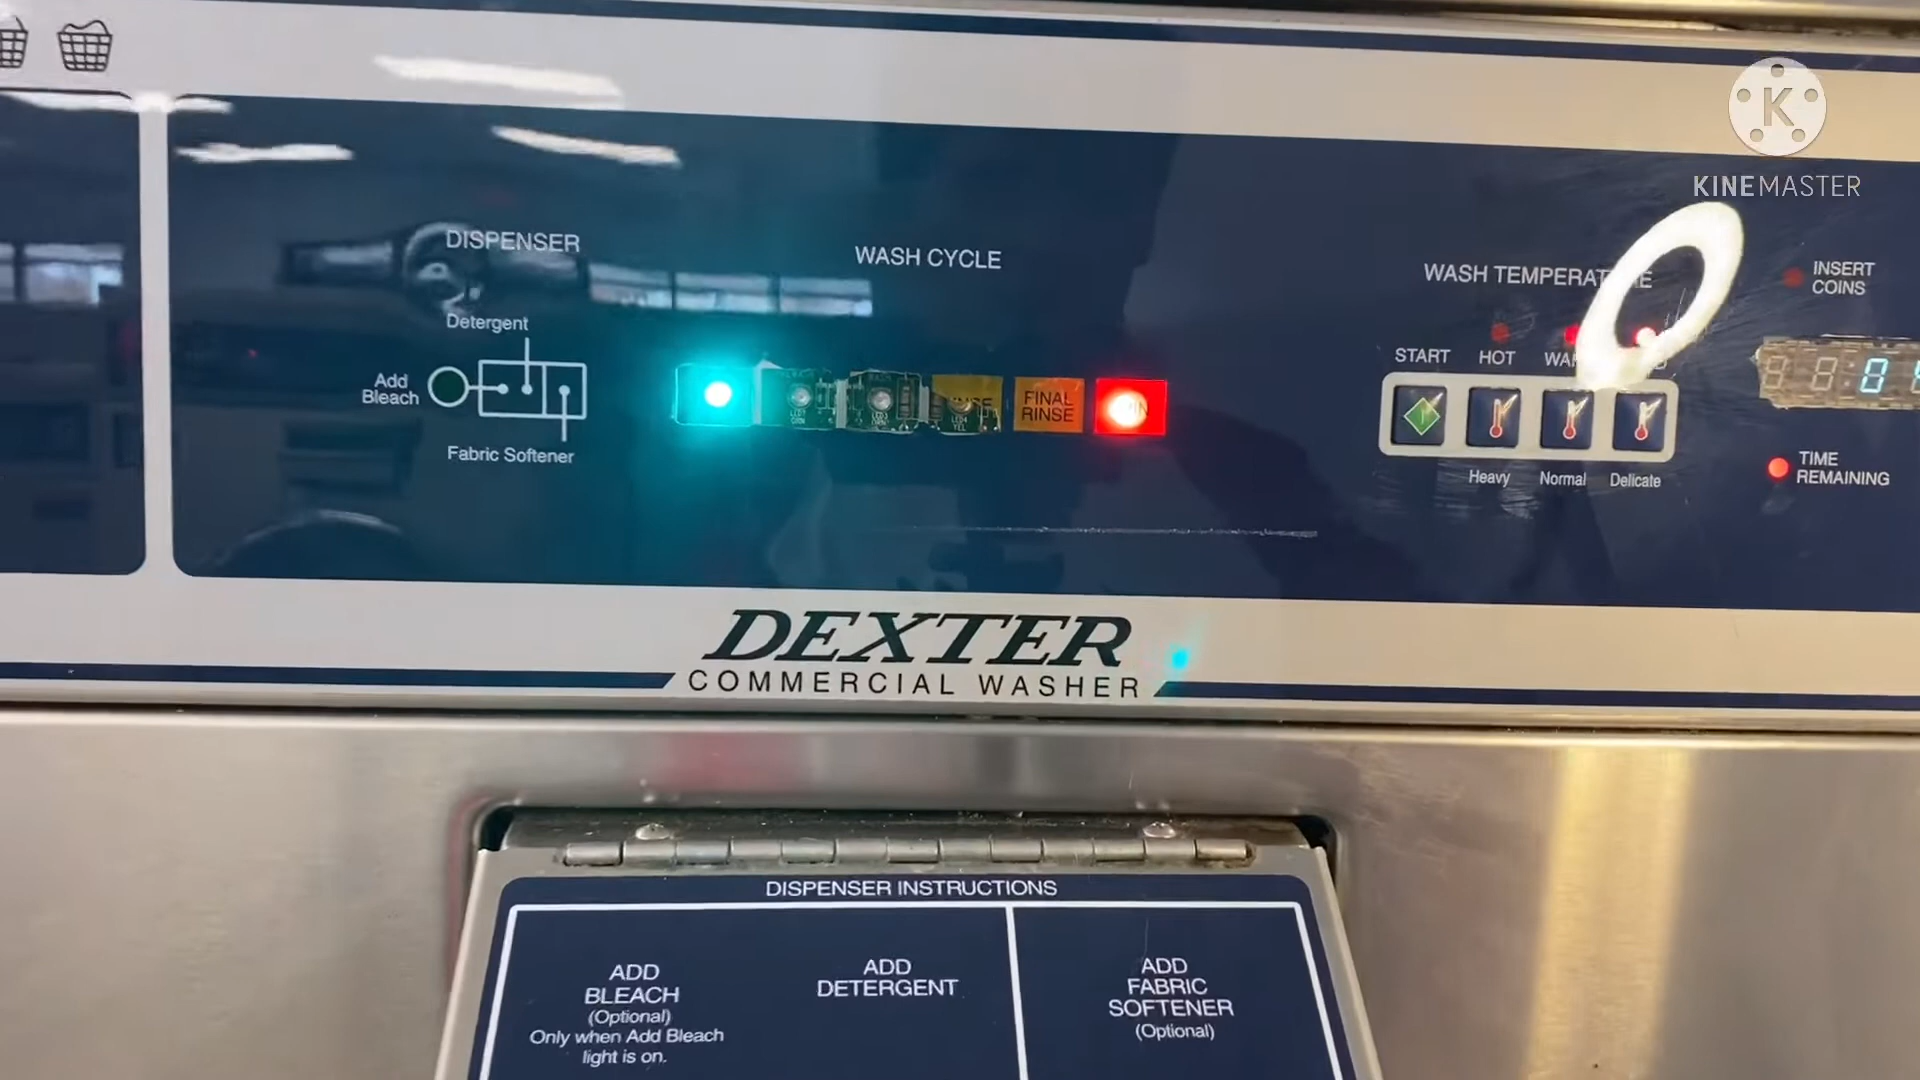 K
KINEMASTER
DISPENSER
WASH CYCLE
WASH TEMPERATURE
INSERT
COINS
Detergent
Add
Bleach
Fabric Softener
FINAL
RINSE
START
HOT
Heavy
Normal
Delicate
TIME
REMAINING
DEXTER
COMMERCIAL WASHER
DISPENSER INSTRUCTIONS
ADD
BLEACH
(Optional)
Only when Add Bleach
light is on.
ADD
DETERGENT
ADD
FABRIC
SOFTENER
(Optional)